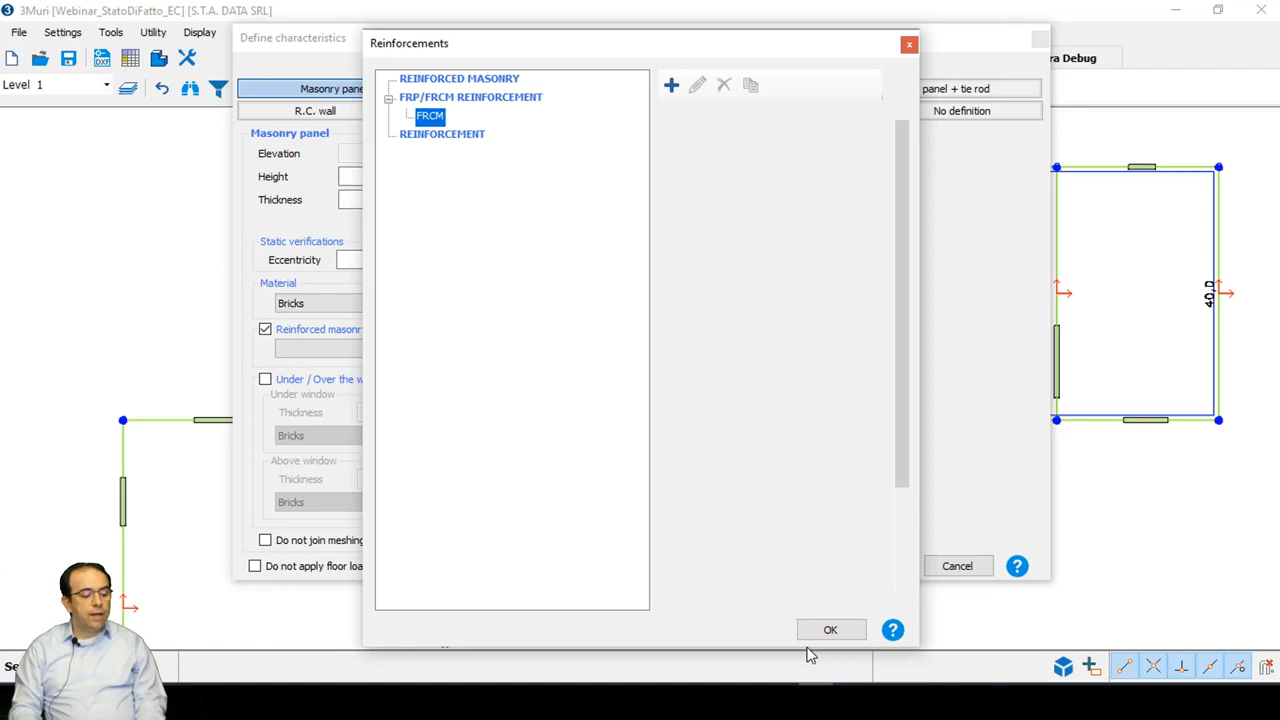 3Muri [Webinar_StatoDiFatto_EC] [S.T.A. DATA SRL]
File Settings Tools Utility Display
Level 1
Define characteristics
ra Debug
Masonry pane
panel + tie rod
R.C. wall
No definition
Masonry panel
Elevation
Height
Thickness
Static verifications
Eccentricity
Material
Bricks
Reinforced masonr
Under / Over the w
Under window
Thickness
Bricks
Above window
Thickness
Bricks
Do not join meshing
Do not apply floor loa
Cancel
Reinforcements
REINFORCED MASONRY
FRP/FRCM REINFORCEMENT
FRCM
REINFORCEMENT
OK
40,0
Se